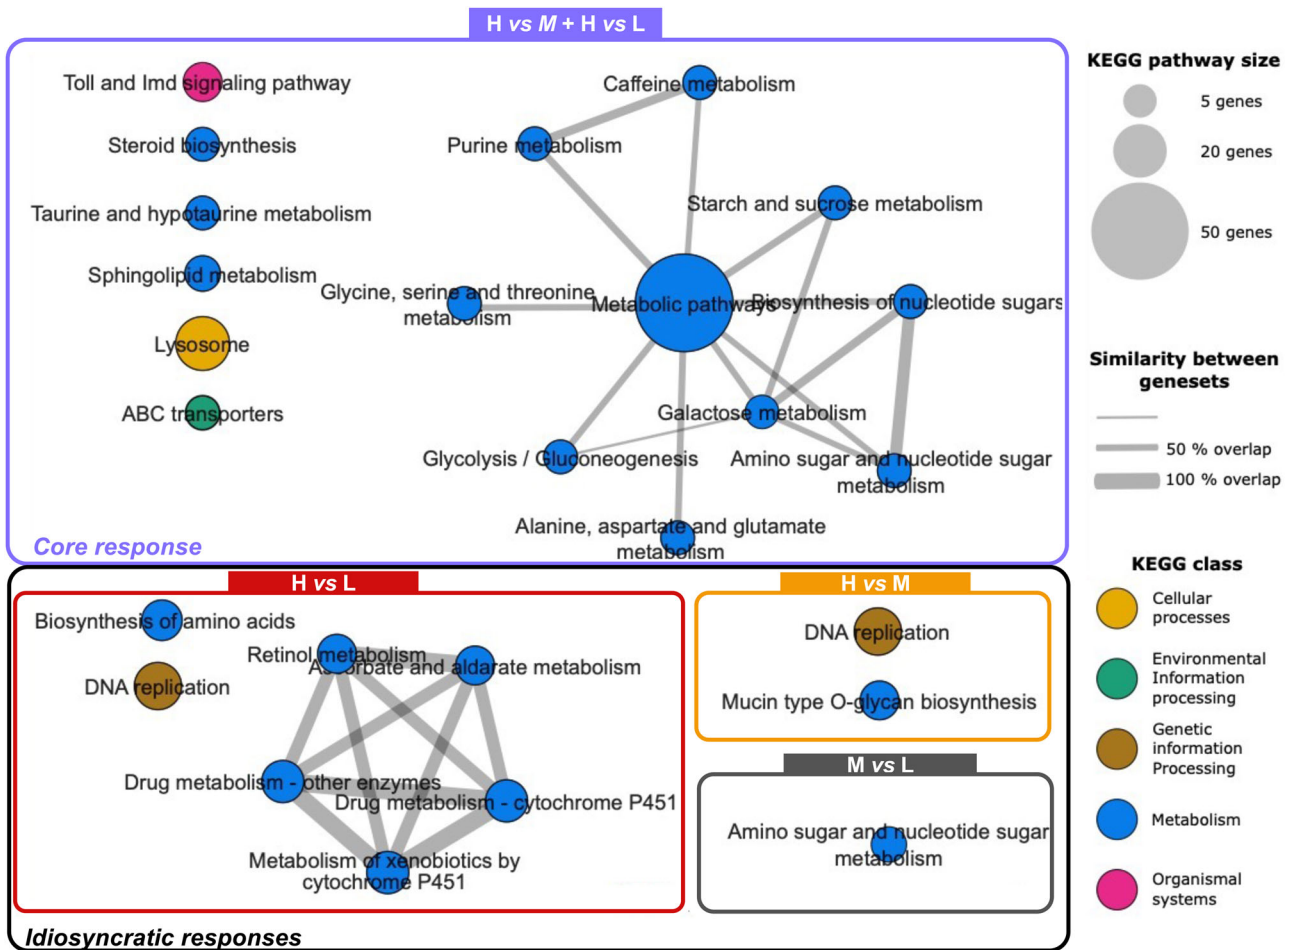 H vs M + H vs L
Toll and Imd signaling pathway
Steroid biosynthesis
Taurine and hypotaurine metabolism
Sphingolipid metabolism
Lysosome
ABC transporters
Caffeine metabolism
Purine metabolism
Starch and sucrose metabolism
Glycine, serine and threonine
metabolism
Metabolic pathways
Biosynthesis of nucleotide sugars
Galactose metabolism
Glycolysis / Gluconeogenesis
Amino sugar and nucleotide sugar
metabolism
Alanine, aspartate and glutamate
metabolism
Core response
H vs L
Biosynthesis of amino acids
DNA replication
Retinol metabolism
Ascorbate and aldarate metabolism
Drug metabolism - other enzymes
Drug metabolism - cytochrome P451
Metabolism of xenobiotics by
cytochrome P451
H vs M
DNA replication
Mucin type O-glycan biosynthesis
M vs L
Amino sugar and nucleotide sugar
metabolism
Idiosyncratic responses
KEGG pathway size
5 genes
20 genes
50 genes
Similarity between
genesets
50 % overlap
100 % overlap
KEGG class
Cellular
processes
Environmental
Information
processing
Genetic
information
Processing
Metabolism
Organismal
systems